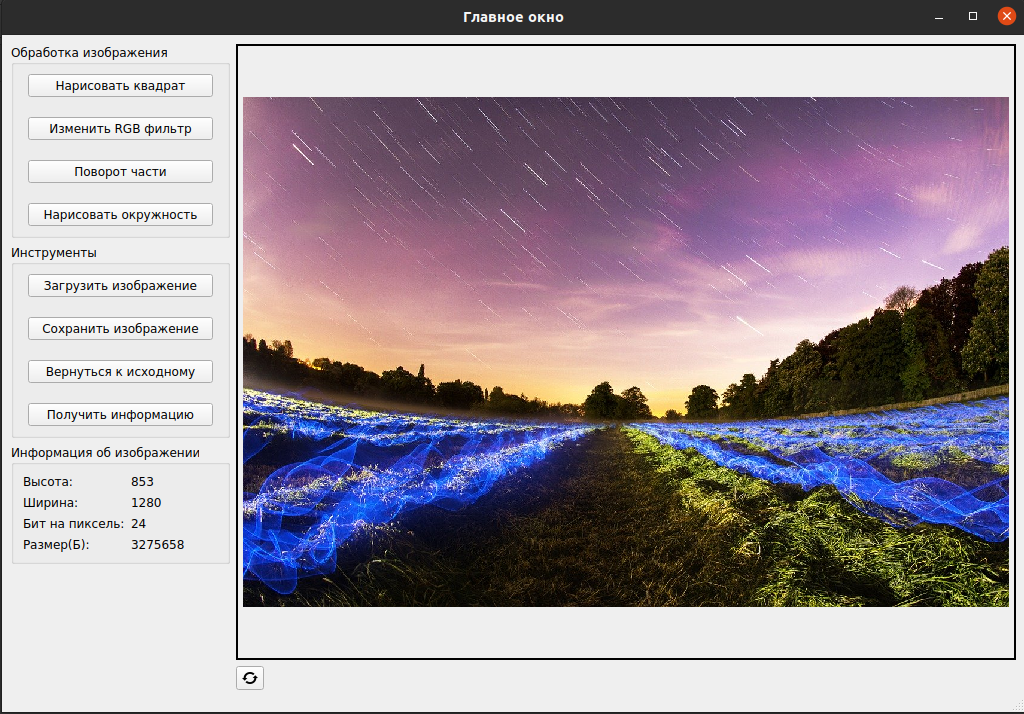 Главное окно
Обработка изображения
Нарисовать квадрат
Изменить RGB фильтр
Поворот части
Нарисовать окружность
Инструменты
Загрузить изображение
Сохранить изображение
Вернуться к исходному
Получить информацию
Информация об изображении
Высота: 853
Ширина: 1280
Бит на пиксель: 24
Размер(Б): 3275658